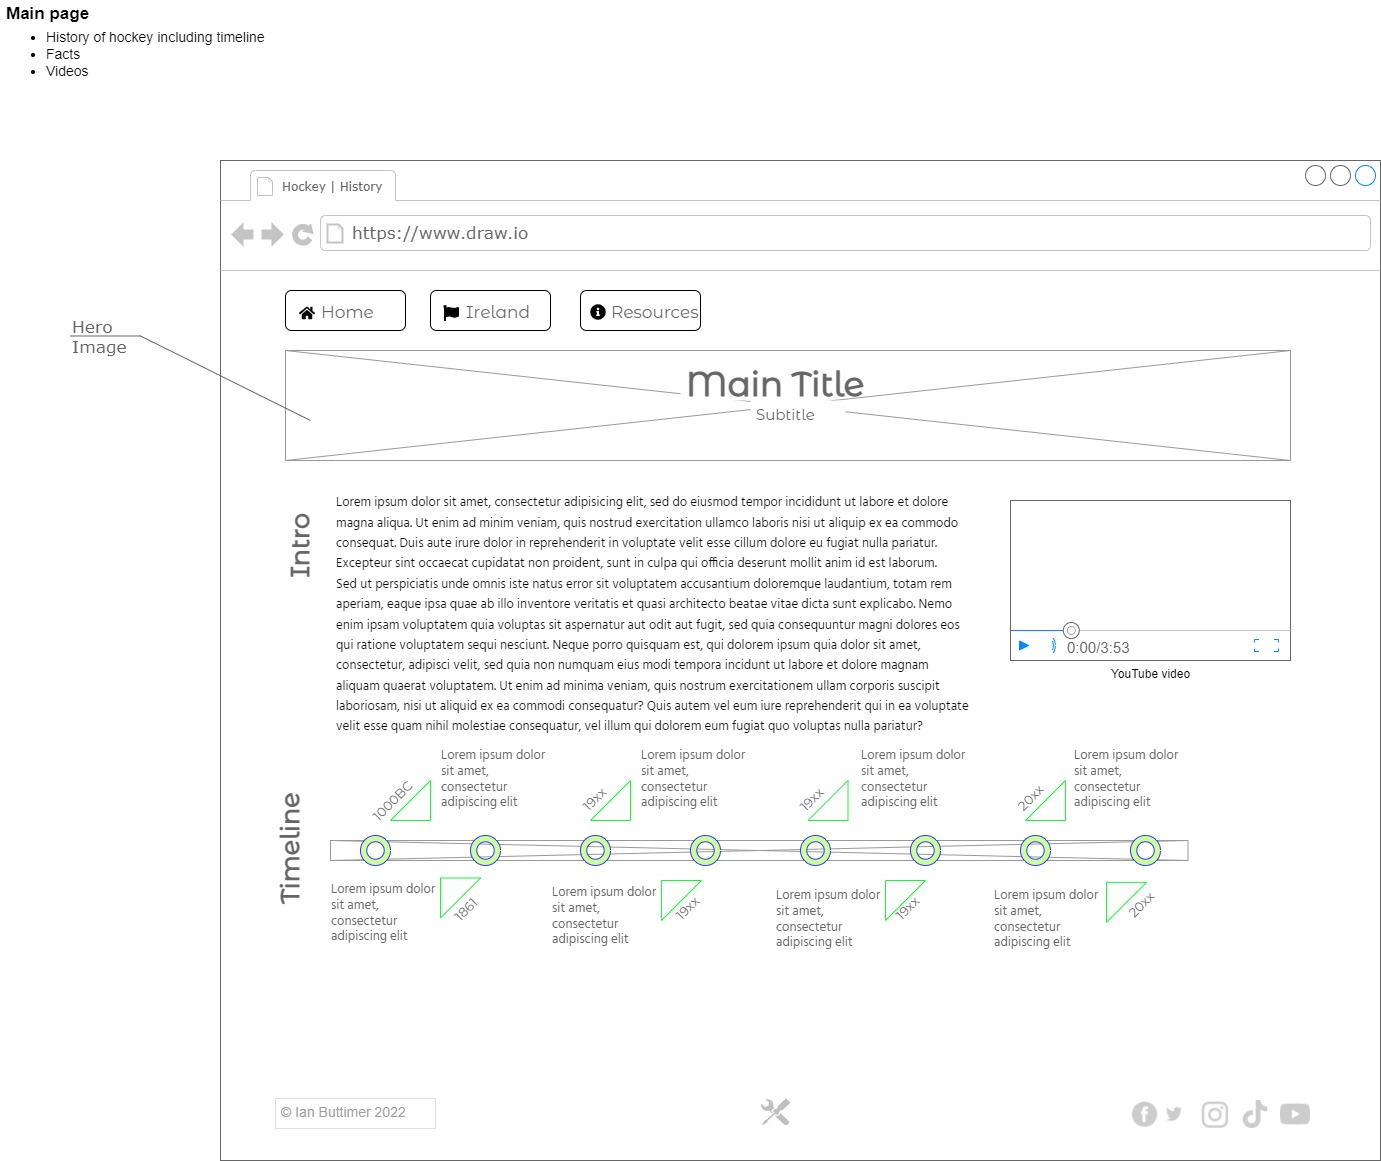 Main page
History of hockey including timeline
Facts
Videos
Hockey | History
https://www.draw.io
Home
Ireland
Resources
Hero
Image
Main Title
Subtitle
Intro
Lorem ipsum dolor sit amet, consectetur adipisicing elit, sed do eiusmod tempor incididunt ut labore et dolore
magna aliqua. Ut enim ad minim veniam, quis nostrud exercitation ullamco laboris nisi ut aliquip ex ea commodo
consequat. Duis aute irure dolor in reprehenderit in voluptate velit esse cillum dolore eu fugiat nulla pariatur.
Excepteur sint occaecat cupidatat non proident, sunt in culpa qui officia deserunt mollit anim id est laborum.
Sed ut perspiciatis unde omnis iste natus error sit voluptatem accusantium doloremque laudantium, totam rem
aperiam, eaque ipsa quae ab illo inventore veritatis et quasi architecto beatae vitae dicta sunt explicabo. Nemo
enim ipsam voluptatem quia voluptas sit aspernatur aut odit aut fugit, sed quia consequuntur magni dolores eos
qui ratione voluptatem sequi nesciunt. Neque porro quisquam est, qui dolorem ipsum quia dolor sit amet,
consectetur, adipisci velit, sed quia non numquam eius modi tempora incidunt ut labore et dolore magnam
aliquam quaerat voluptatem. Ut enim ad minima veniam, quis nostrum exercitationem ullam corporis suscipit
laboriosam, nisi ut aliquid ex ea commodi consequatur? Quis autem vel eum iure reprehenderit qui in ea voluptate
velit esse quam nihil molestiae consequatur, vel illum qui dolorem eum fugiat quo voluptas nulla pariatur?
0:00/3:53
YouTube video
Timeline
1000BC
Lorem ipsum dolor
sit amet,
consectetur
adipiscing elit
19xx
Lorem ipsum dolor
sit amet,
consectetur
adipiscing elit
19xx
Lorem ipsum dolor
sit amet,
consectetur
adipiscing elit
20xx
Lorem ipsum dolor
sit amet,
consectetur
adipiscing elit
Lorem ipsum dolor
sit amet,
consectetur
adipiscing elit
1861
Lorem ipsum dolor
sit amet,
consectetur
adipiscing elit
19xx
Lorem ipsum dolor
sit amet,
consectetur
adipiscing elit
19xx
Lorem ipsum dolor
sit amet,
consectetur
adipiscing elit
20xx
© Ian Buttimer 2022